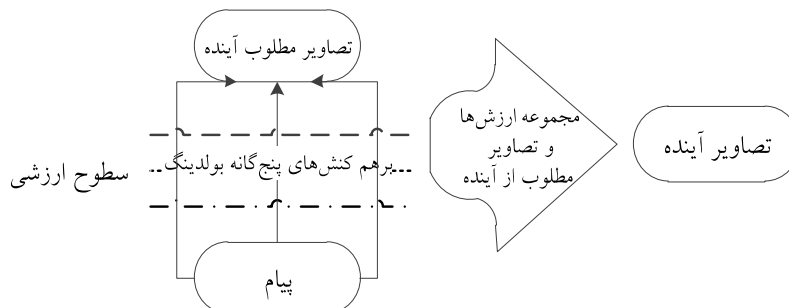 تصاویر مطلوب آینده
برهم کنش‌های پنج‌گانه بولدینگ
سطوح ارزشی
پیام
مجموعه ارزش‌ها
و تصاویر
مطلوب از آینده
تصاویر آینده